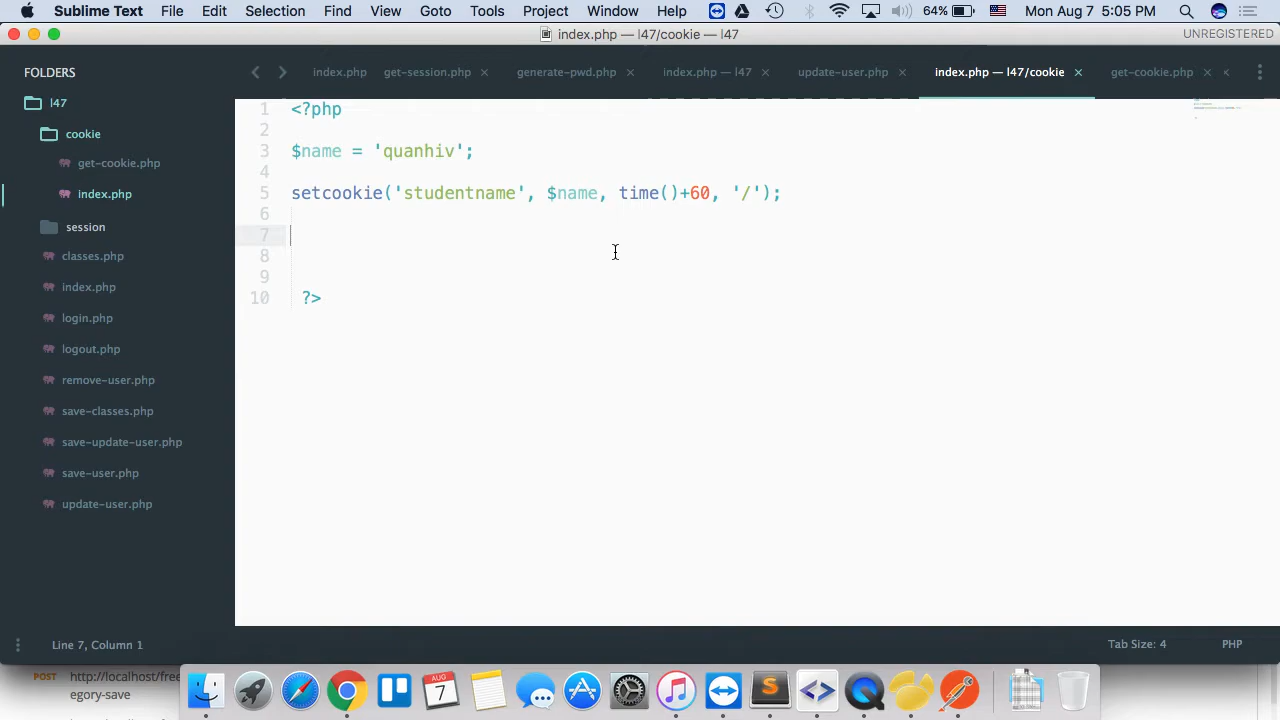 Sublime Text File Edit Selection Find View Goto Tools Project Window Help 64% Mon Aug 7 5:05 PM
index.php — l47/cookie — l47 UNREGISTERED
FOLDERS
l47
cookie
get-cookie.php
index.php
session
classes.php
index.php
login.php
logout.php
remove-user.php
save-classes.php
save-update-user.php
save-user.php
update-user.php
index.php get-session.php × generate-pwd.php × index.php — l47 × update-user.php × index.php — l47/cookie × get-cookie.php ×
1 <?php
2
3 $name = 'quanhiv';
4
5 setcookie('studentname', $name, time()+60, '/');
6
7
8
9
10 ?>
Line 7, Column 1 Tab Size: 4 PHP
POST http://localhost/free
egory-save
AUG
7
S